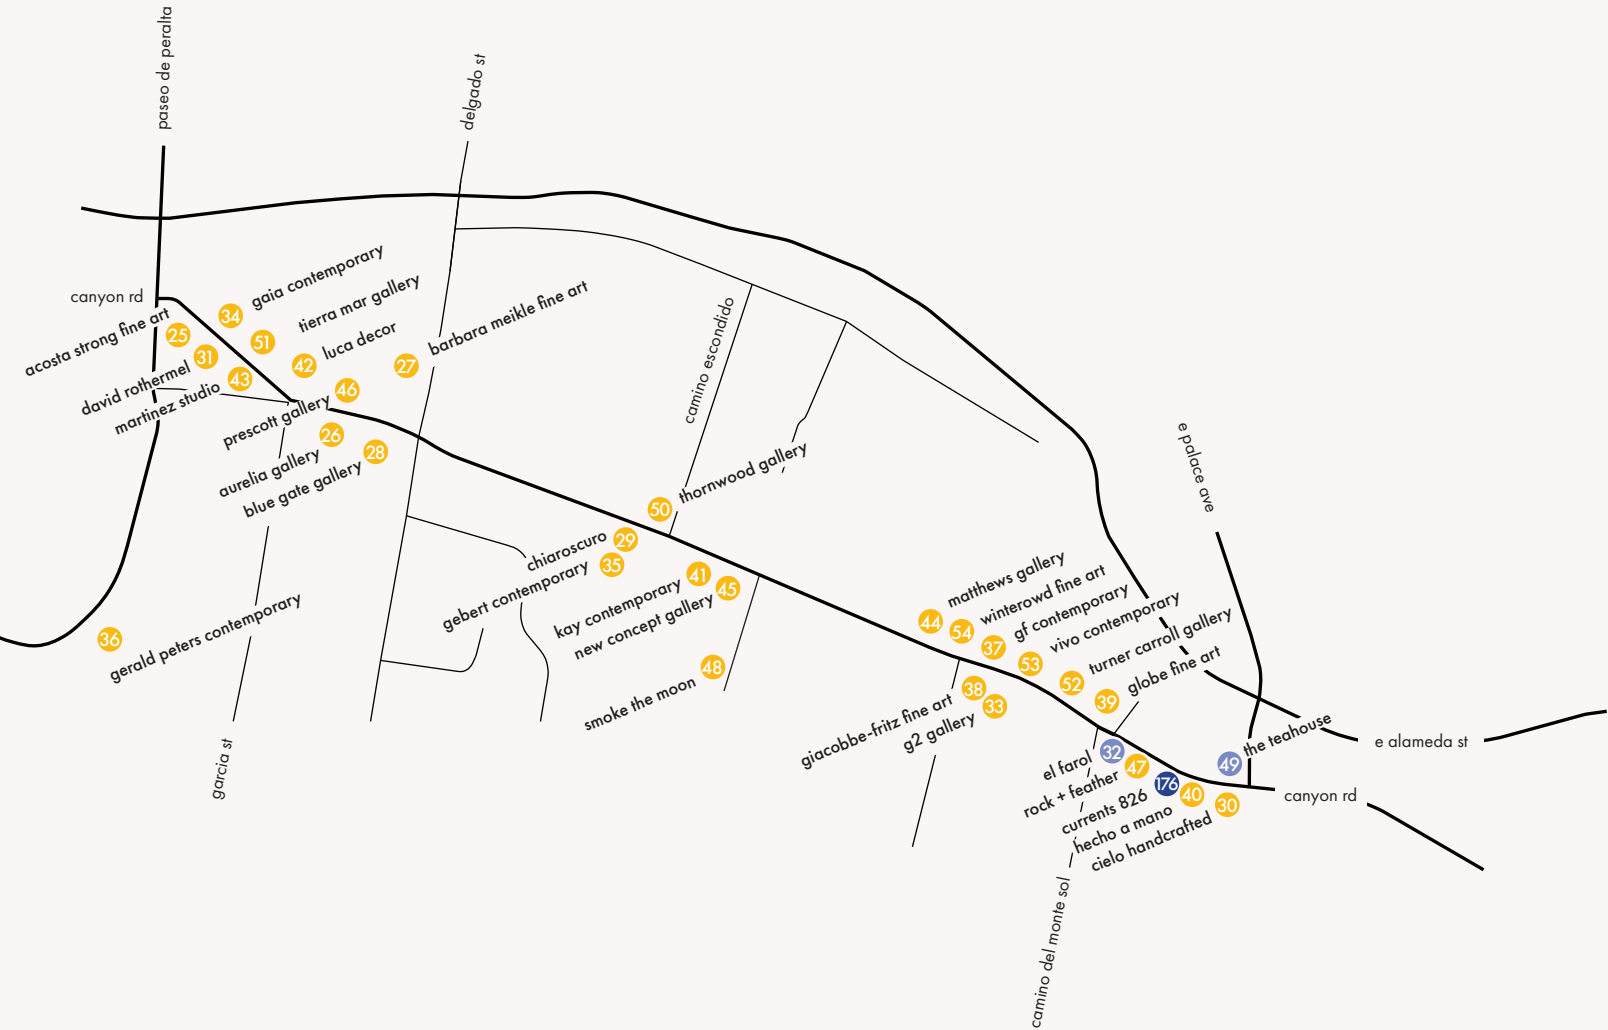 paseo de peralta
delgado st
canyon rd
gaia contemporary
34
tierra mar gallery
51
acosta strong fine art
25
luca decor
42
barbara meikle fine art
27
david rothermel
31
martinez studio
43
prescott gallery
46
aurelia gallery
26
blue gate gallery
28
camino escondido
thornwood gallery
50
chiaroscuro
29
gebert contemporary
35
kay contemporary
41
new concept gallery
45
smoke the moon
48
gerald peters contemporary
36
garcia st
e palace ave
matthews gallery
44
winterowd fine art
54
gf contemporary
37
vivo contemporary
53
turner carroll gallery
52
globe fine art
39
giacobbe-fritz fine art
38
g2 gallery
33
el farol
32
rock + feather
47
currents 826
176
hecho a mano
40
cielo handcrafted
30
the teahouse
49
e alameda st
canyon rd
camino del monte sol